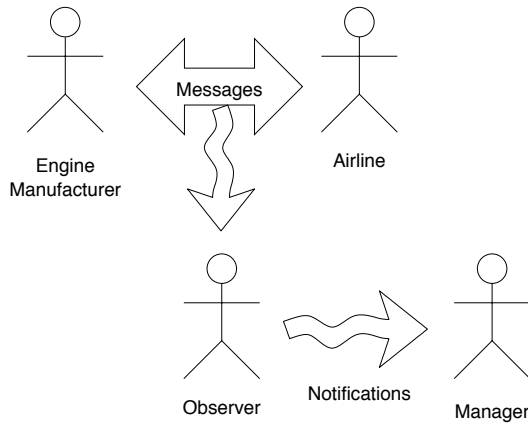 Messages
Engine
Manufacturer
Airline
Observer
Notifications
Manager